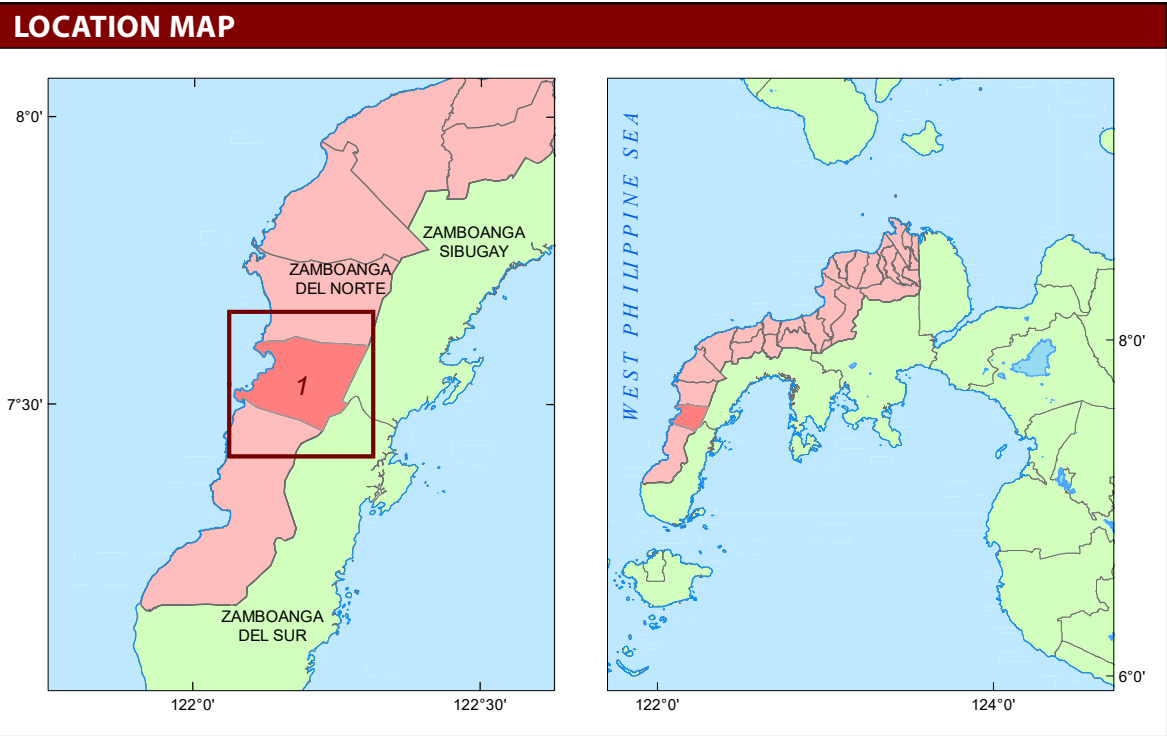 LOCATION MAP
8°0'
ZAMBOANGA
SIBUGAY
ZAMBOANGA
DEL NORTE
1
7°30'
ZAMBOANGA
DEL SUR
122°0'
122°30'
WEST PHILIPPINE SEA
8°0'
6°0'
122°0'
124°0'